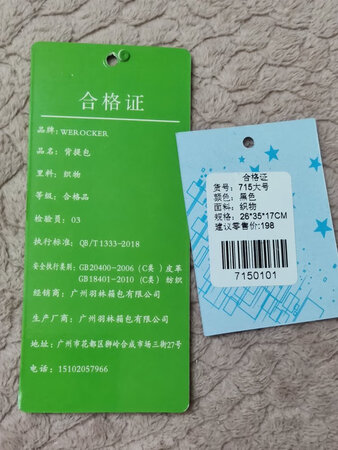 合格证
品牌：WEROCKER
品名：背提包
里料：织物
等级：合格品
检验员：03
执行标准：QB/T1333-2018
安全执行类别：GB20400-2006（C类）皮革
GB18401-2010（C类）纺织
经销商：广州羽林箱包有限公司
生产厂商：广州羽林箱包有限公司
地址：广州市花都区狮岭合成市场三街27号
电话：15102057966
合格证
货号：715大号
颜色：黑色
面料：织物
规格：26*35*17CM
建议零售价:198
7150101